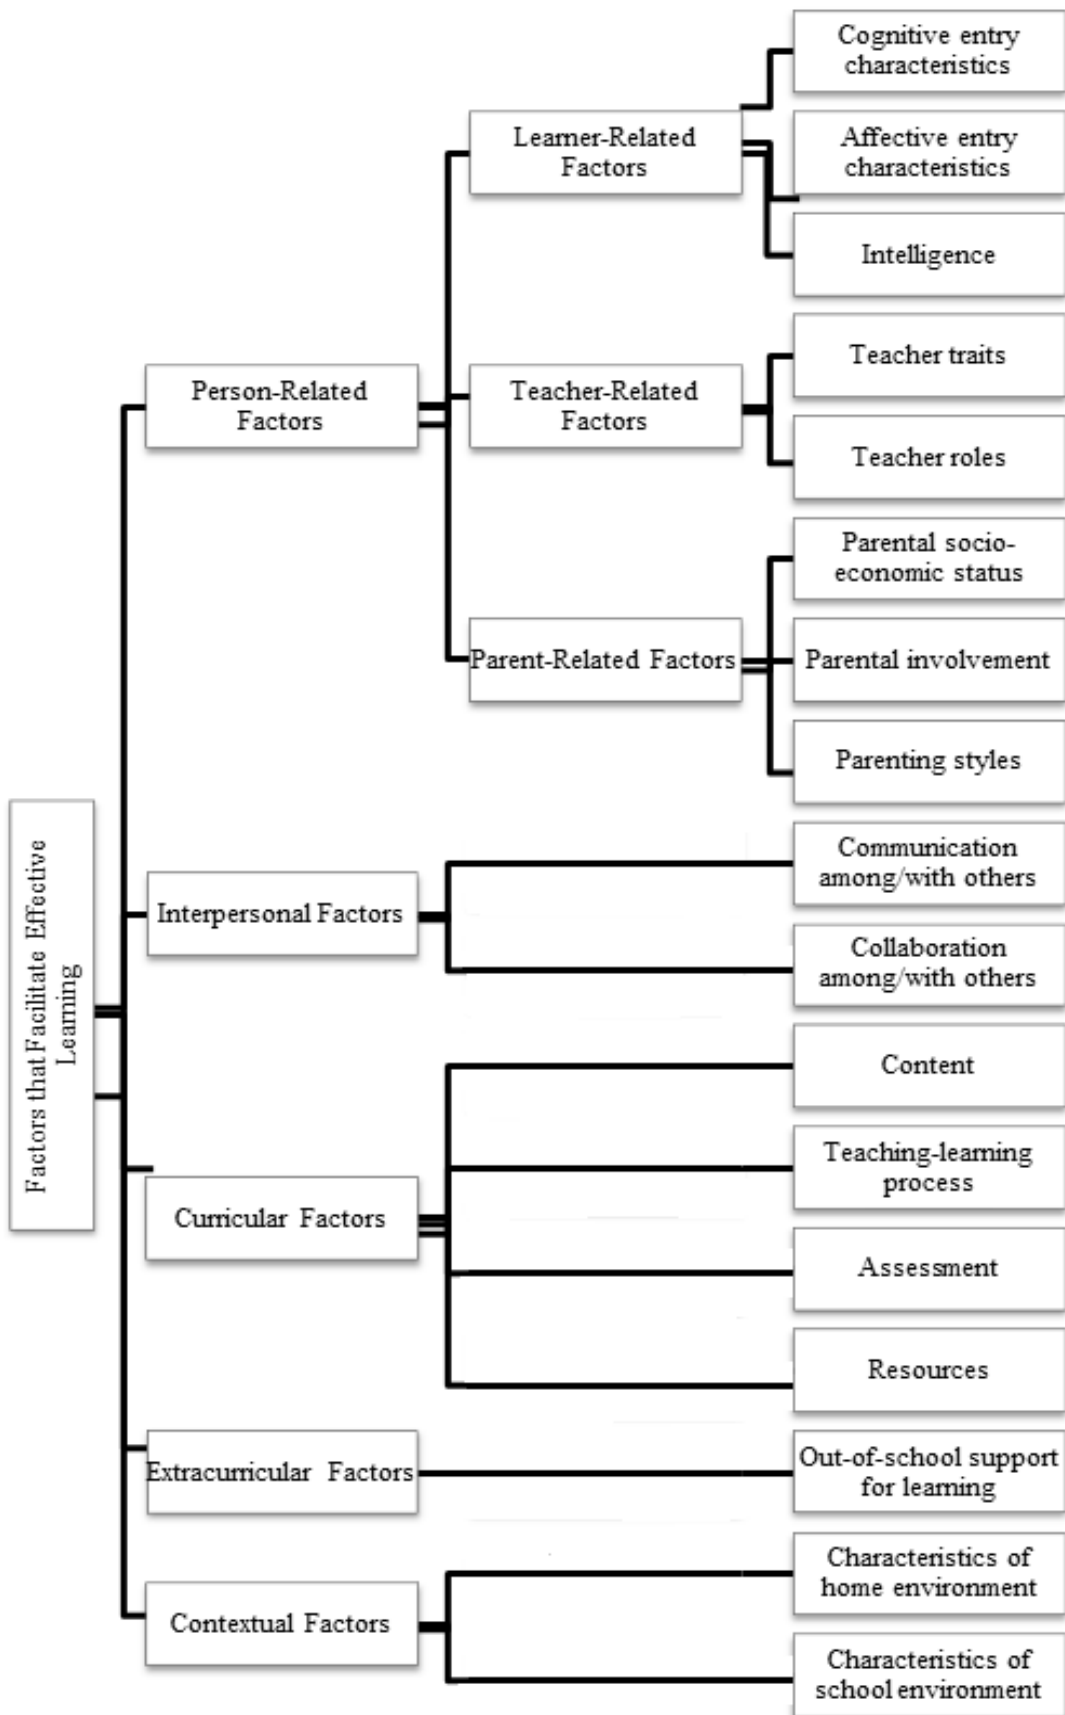 Factors that Facilitate Effective
Learning
Person-Related
Factors
Learner-Related
Factors
Cognitive entry
characteristics
Affective entry
characteristics
Intelligence
Teacher-Related
Factors
Teacher traits
Teacher roles
Parent-Related Factors
Parental socio-
economic status
Parental involvement
Parenting styles
Interpersonal Factors
Communication
among/with others
Collaboration
among/with others
Curricular Factors
Content
Teaching-learning
process
Assessment
Resources
Extracurricular Factors
Out-of-school support
for learning
Contextual Factors
Characteristics of
home environment
Characteristics of
school environment